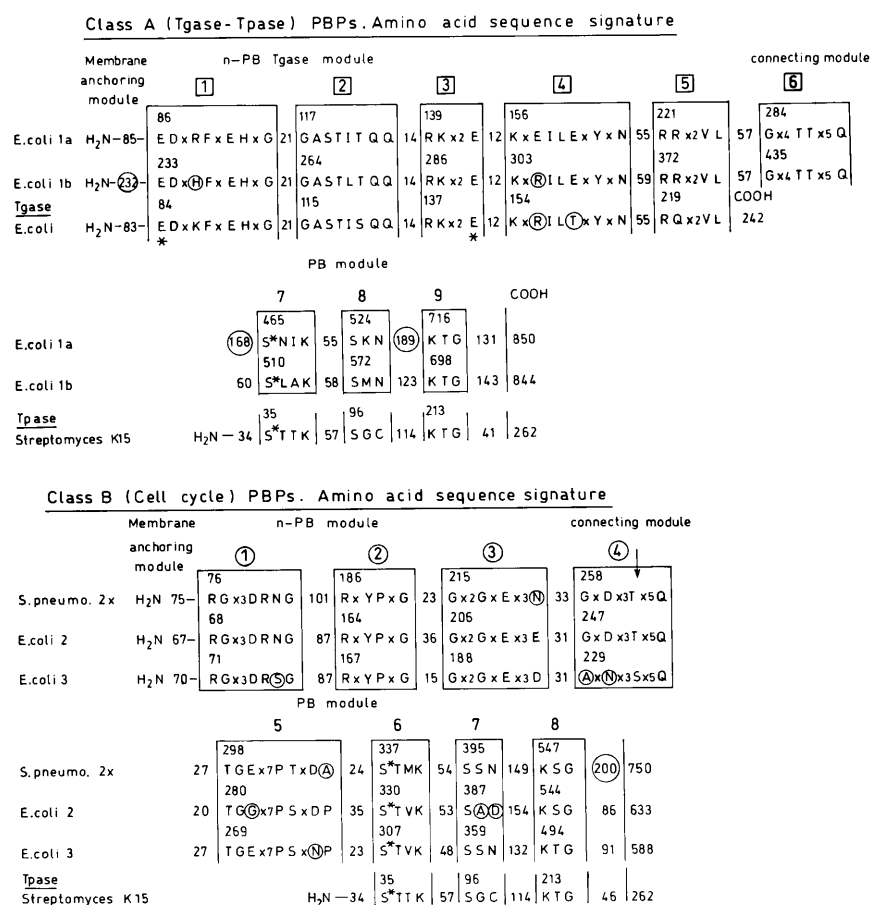 Class A (Tgase-Tpase) PBPs. Amino acid sequence signature
Membrane anchoring module n-PB Tgase module connecting module
1 2 3 4 5 6
86 117 139 156 221 284
E.coli 1a H2N-85- EDxRFxEHxG 21 GASTITQQ 14 RKx2E 12 KxEILExYxN 55 RRx2VL 57 Gx4TTx5Q
233 264 286 303 372 435
E.coli 1b H2N-232- EDxHFxEHxG 21 GASTLTQQ 14 RKx2E 12 KxRILExYxN 59 RRx2VL 57 Gx4TTx5Q
Tgase 84 115 137 154 219 COOH
E.coli H2N-83- EDxKFxEHxG 21 GASTISQQ 14 RKx2E 12 KxRILTxYxN 55 RQx2VL 242
* *
PB module
7 8 9 COOH
465 524 716
E.coli 1a 168 S*NIK 55 SKN 189 KTG 131 850
510 572 698
E.coli 1b 60 S*LAK 58 SMN 123 KTG 143 844
Tpase 35 96 213
Streptomyces K15 H2N-34 S*TTK 57 SGC 114 KTG 41 262
Class B (Cell cycle) PBPs. Amino acid sequence signature
Membrane anchoring module n-PB module connecting module
1 2 3 4
76 186 215 258
S.pneumo. 2x H2N 75- RGx3DRNG 101 RxYPxG 23 Gx2GxEx3N 33 GxDx3Tx5Q
68 164 206 247
E.coli 2 H2N 67- RGx3DRNG 87 RxYPxG 36 Gx2GxEx3E 31 GxDx3Tx5Q
71 167 188 229
E.coli 3 H2N 70- RGx3DRSG 87 RxYPxG 15 Gx2GxEx3D 31 AxNx3Sx5Q
PB module
5 6 7 8
298 337 395 547
S.pneumo. 2x 27 TGEx7PTxDA 24 S*TMK 54 SSN 149 KSG 200 750
280 330 387 544
E.coli 2 20 TGGx7PSxDP 35 S*TVK 53 SAD 154 KSG 86 633
269 307 359 494
E.coli 3 27 TGEx7PSxNP 23 S*TVK 48 SSN 132 KTG 91 588
Tpase 35 96 213
Streptomyces K15 H2N-34 S*TTK 57 SGC 114 KTG 46 262